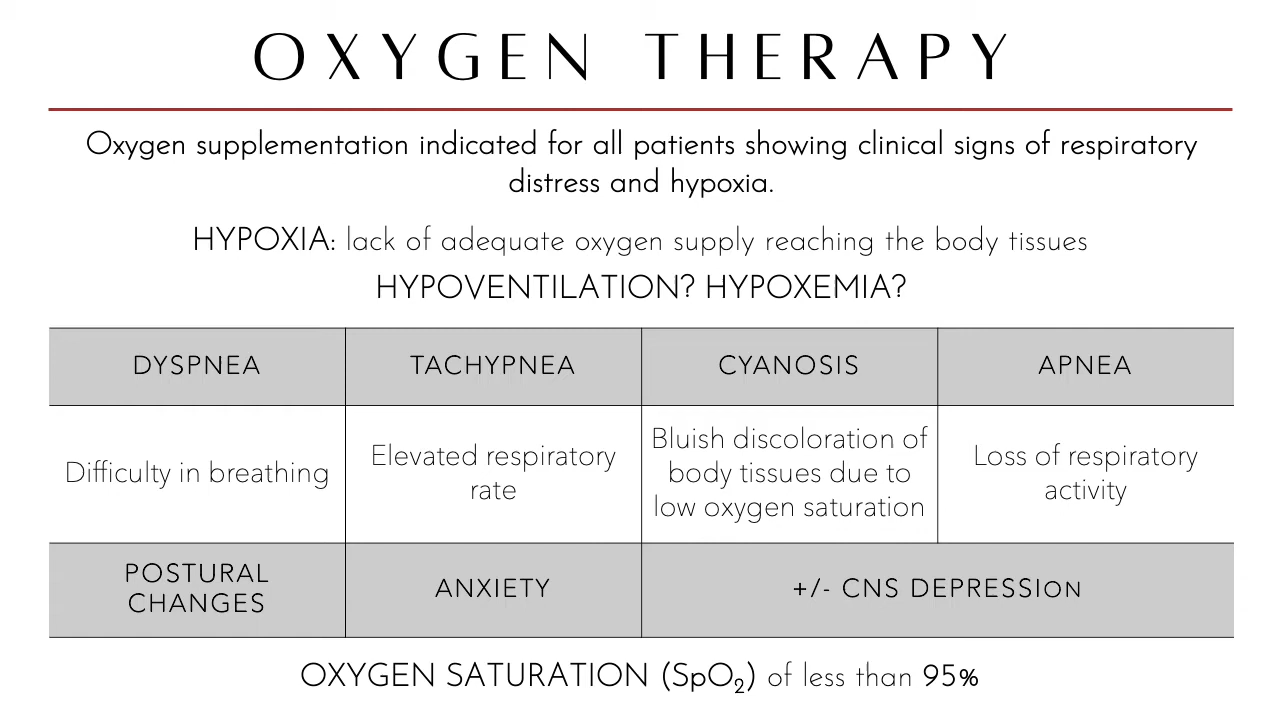 OXYGEN THERAPY
Oxygen supplementation indicated for all patients showing clinical signs of respiratory
distress and hypoxia.
HYPOXIA: lack of adequate oxygen supply reaching the body tissues
HYPOVENTILATION? HYPOXEMIA?
DYSPNEA
TACHYPNEA
CYANOSIS
APNEA
Difficulty in breathing
Elevated respiratory
rate
Bluish discoloration of
body tissues due to
low oxygen saturation
Loss of respiratory
activity
POSTURAL
CHANGES
ANXIETY
+/- CNS DEPRESSION
OXYGEN SATURATION (SpO₂) of less than 95%